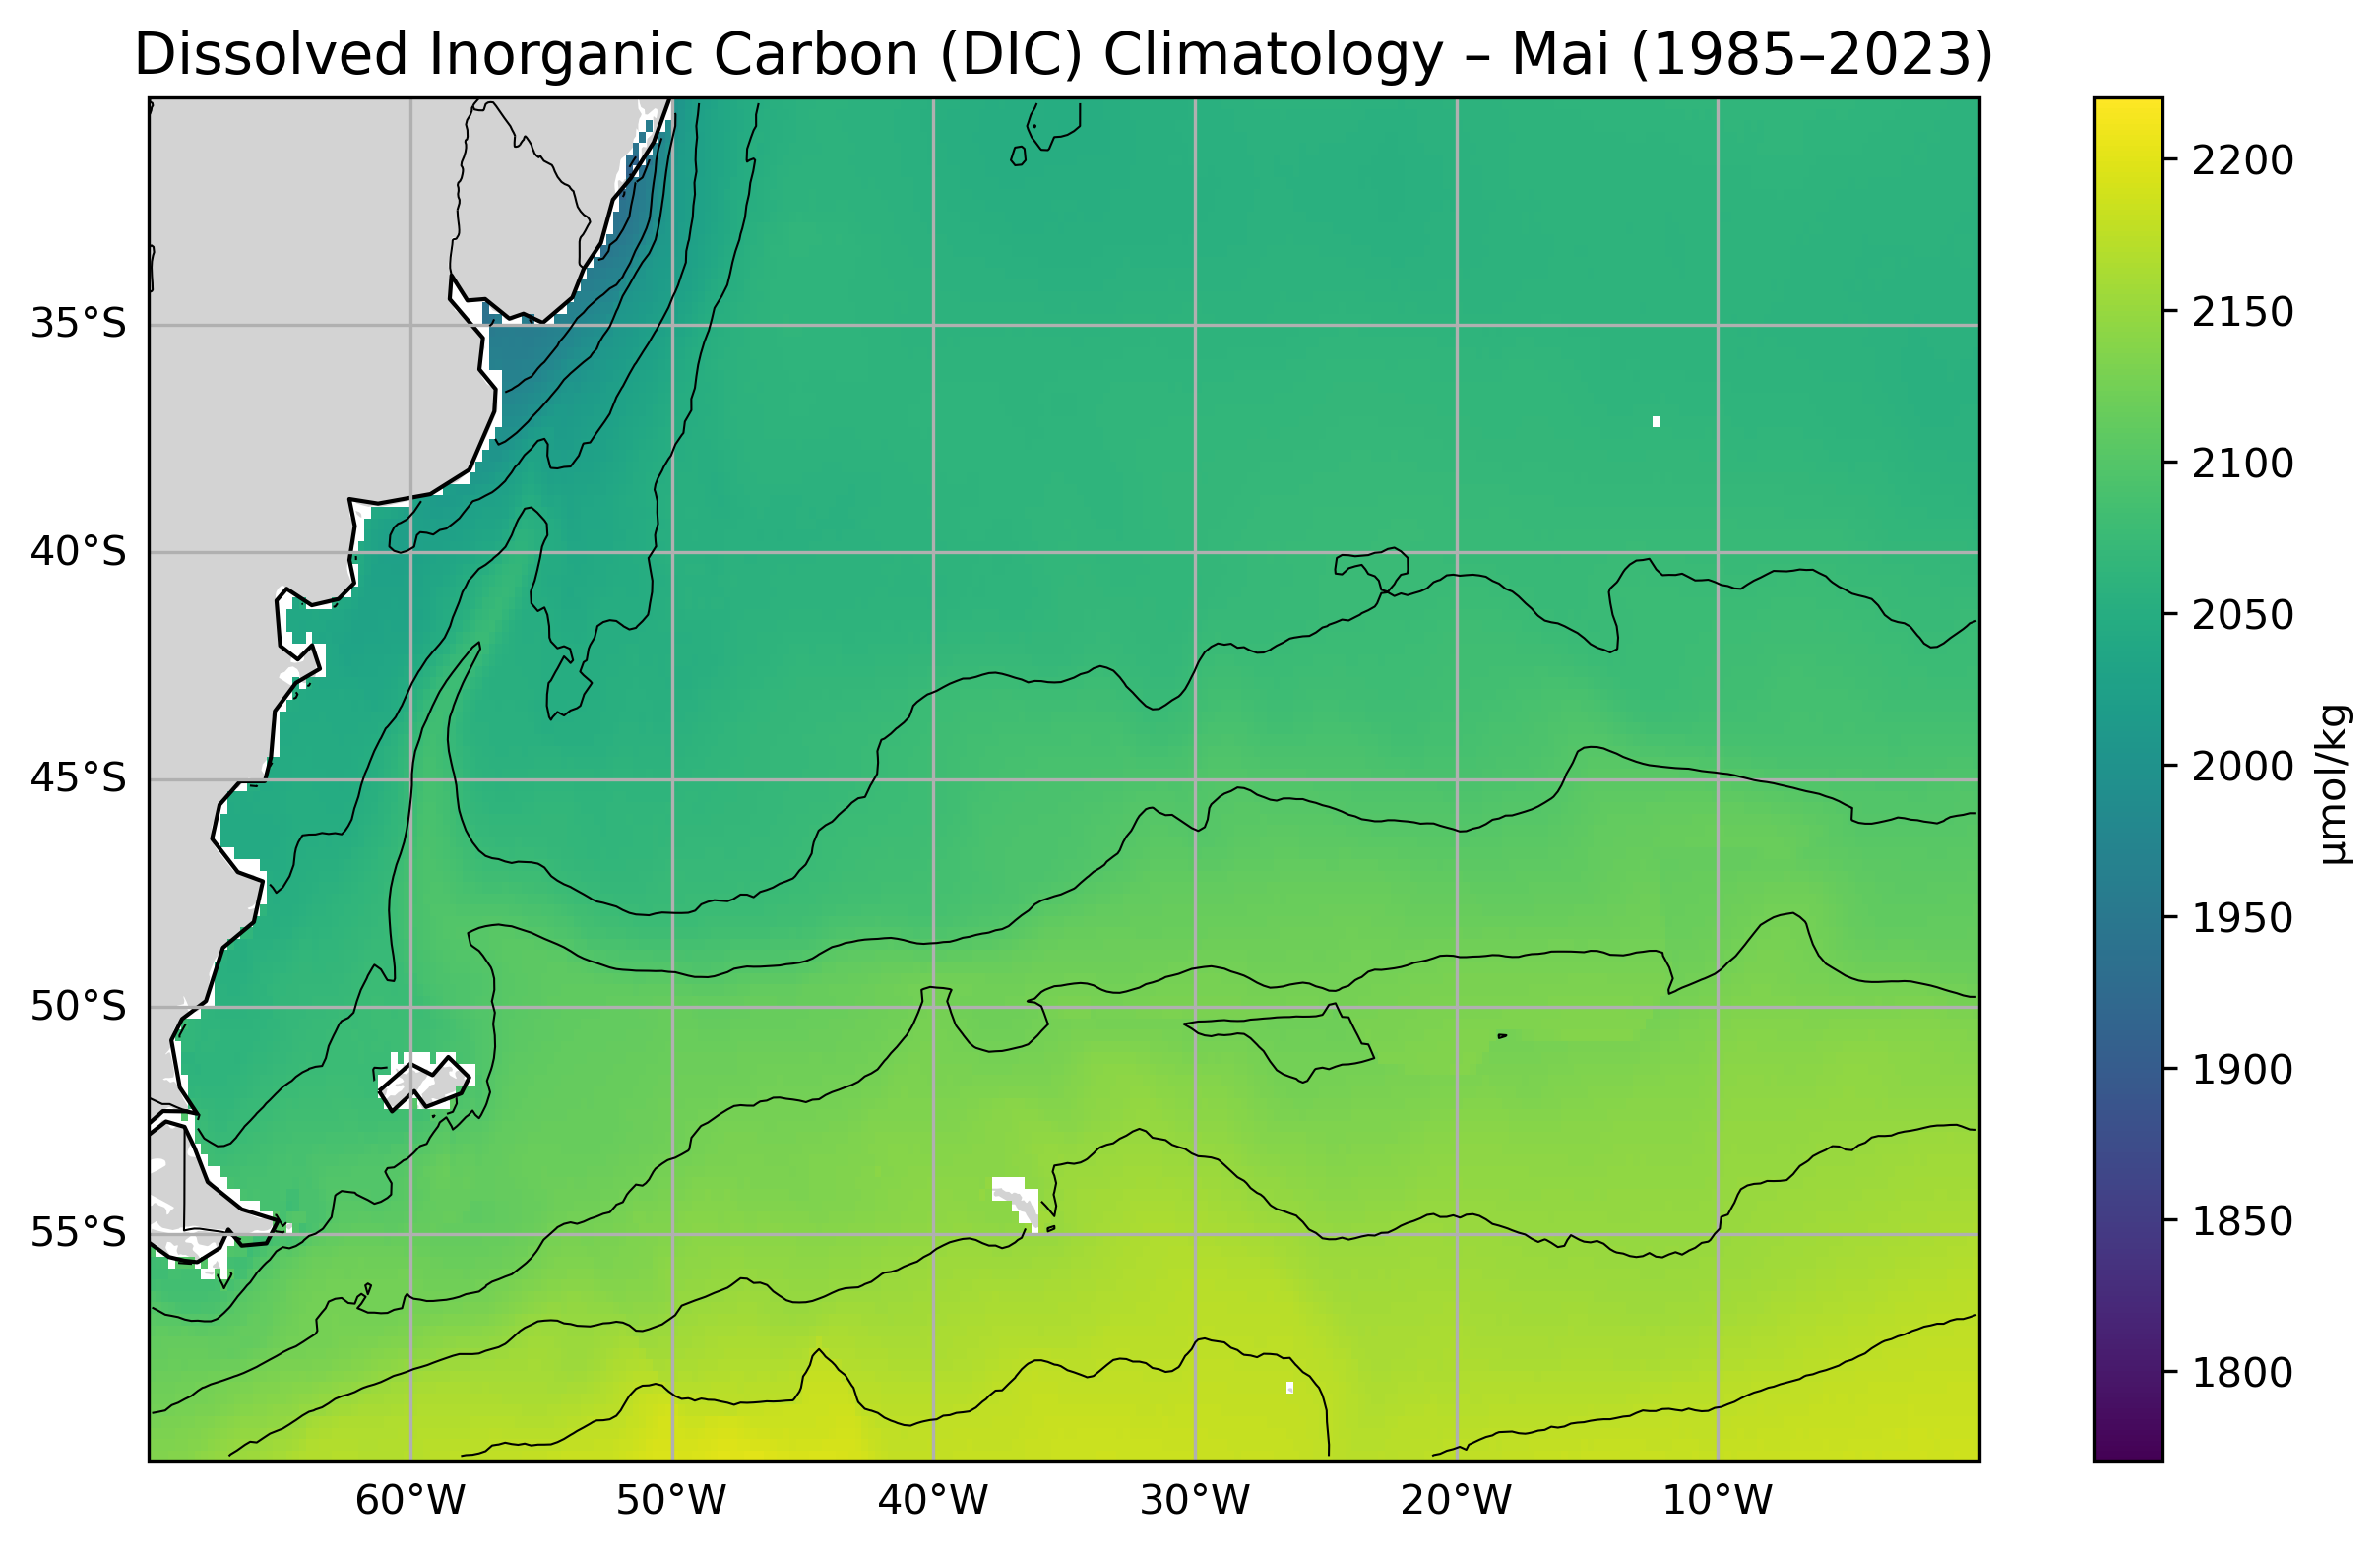 Dissolved Inorganic Carbon (DIC) Climatology – Mai (1985–2023)
35°S
40°S
45°S
50°S
55°S
60°W
50°W
40°W
30°W
20°W
10°W
2200
2150
2100
2050
2000
1950
1900
1850
1800
µmol/kg